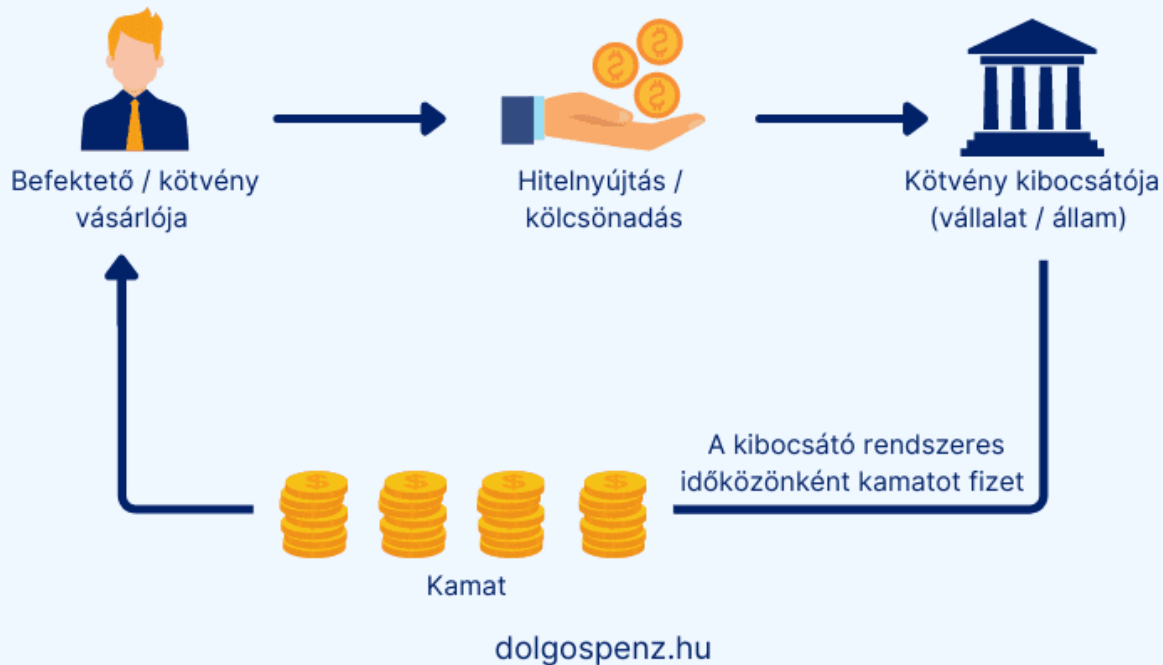 Befektető / kötvény
vásárlója
Hitelnyújtás /
kölcsönadás
Kötvény kibocsátója
(vállalat / állam)
A kibocsátó rendszeres
időközönként kamatot fizet
Kamat
dolgospenz.hu